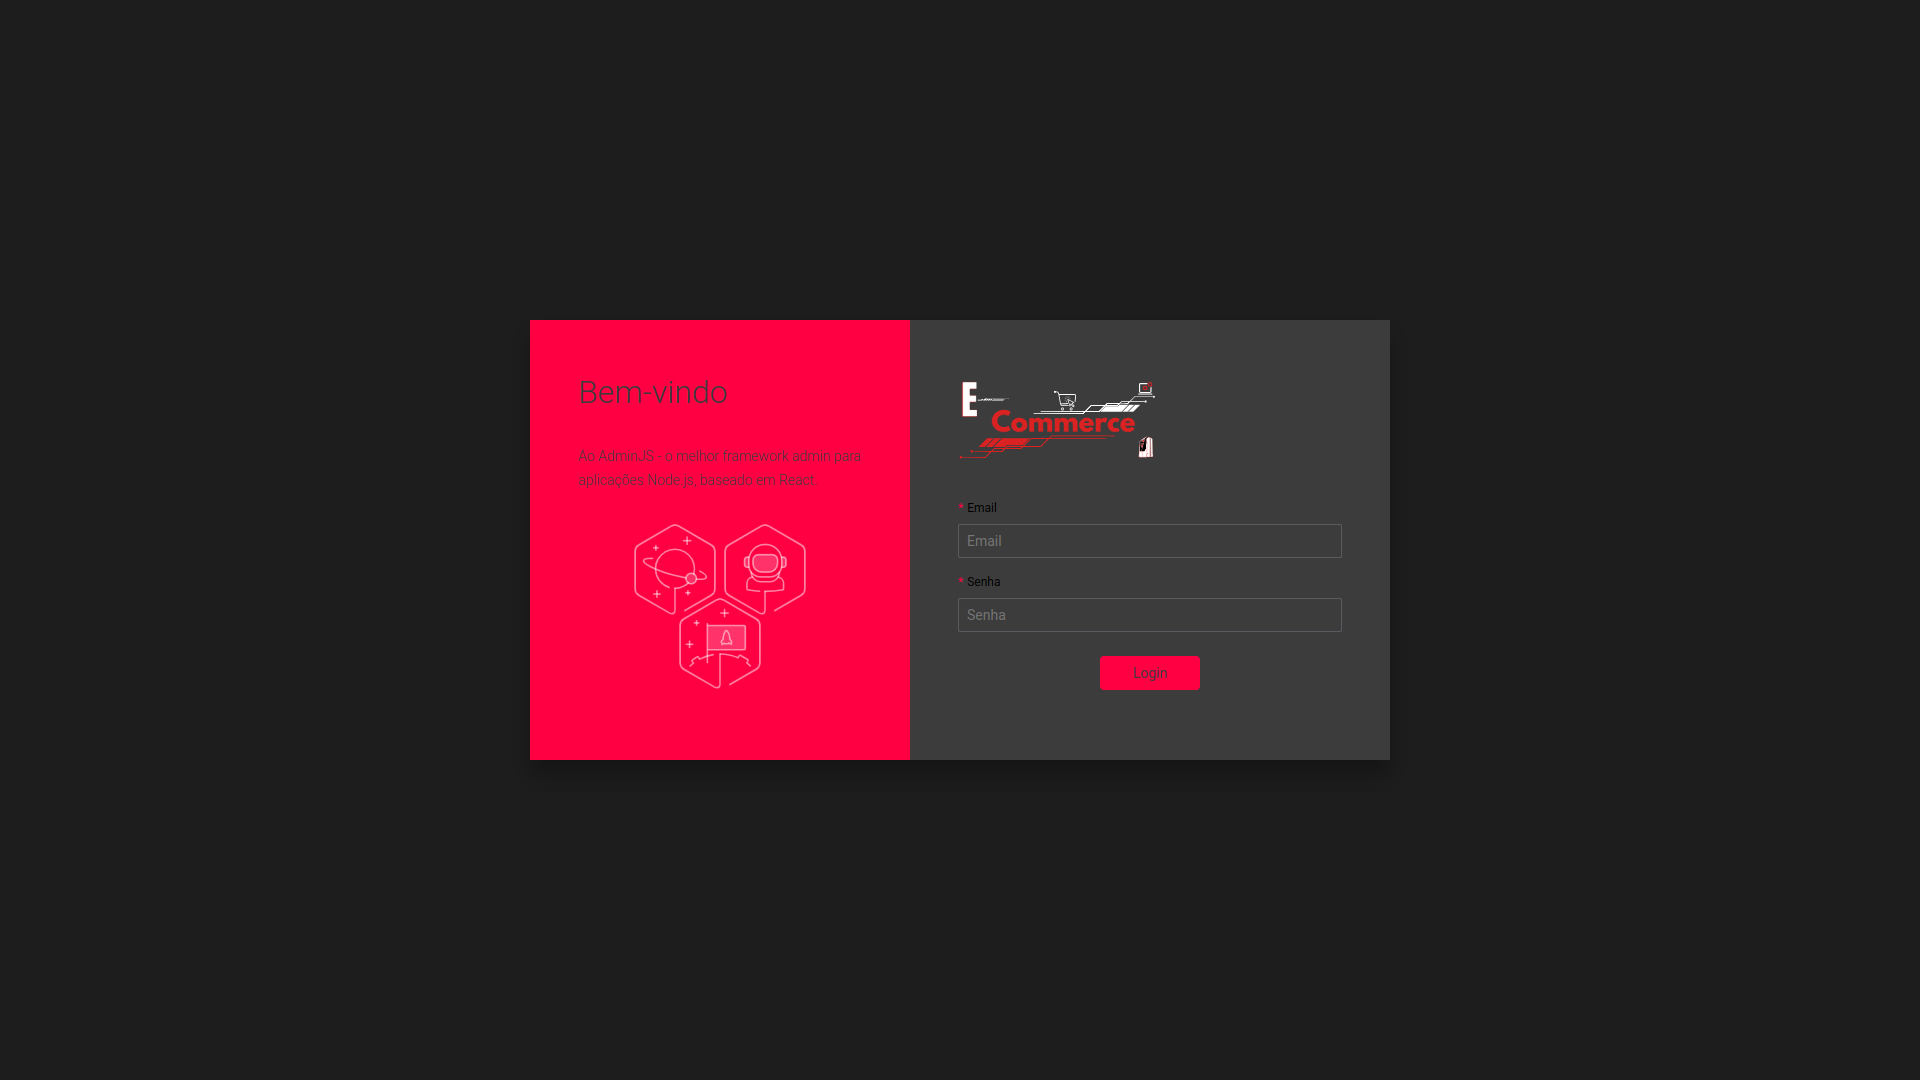 Bem-vindo
Ao AdminJS - o melhor framework admin para
aplicações Node.js, baseado em React.
E
Commerce
* Email
Email
* Senha
Senha
Login